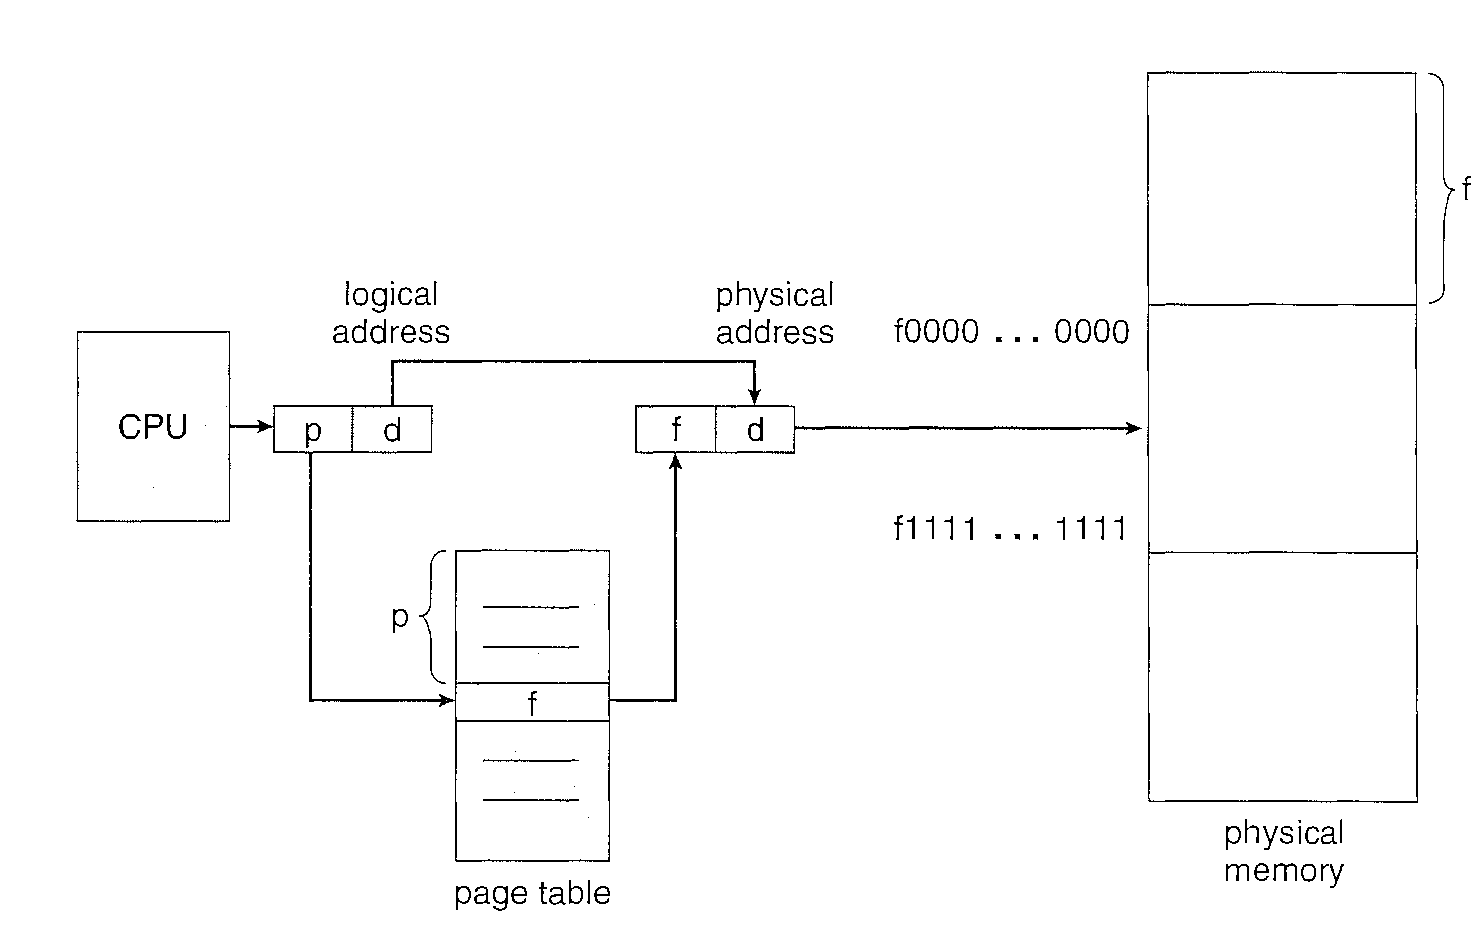 f
logical
address
physical
address
f0000 ... 0000
CPU
p
d
f
d
f1111 ... 1111
p
f
physical
memory
page table